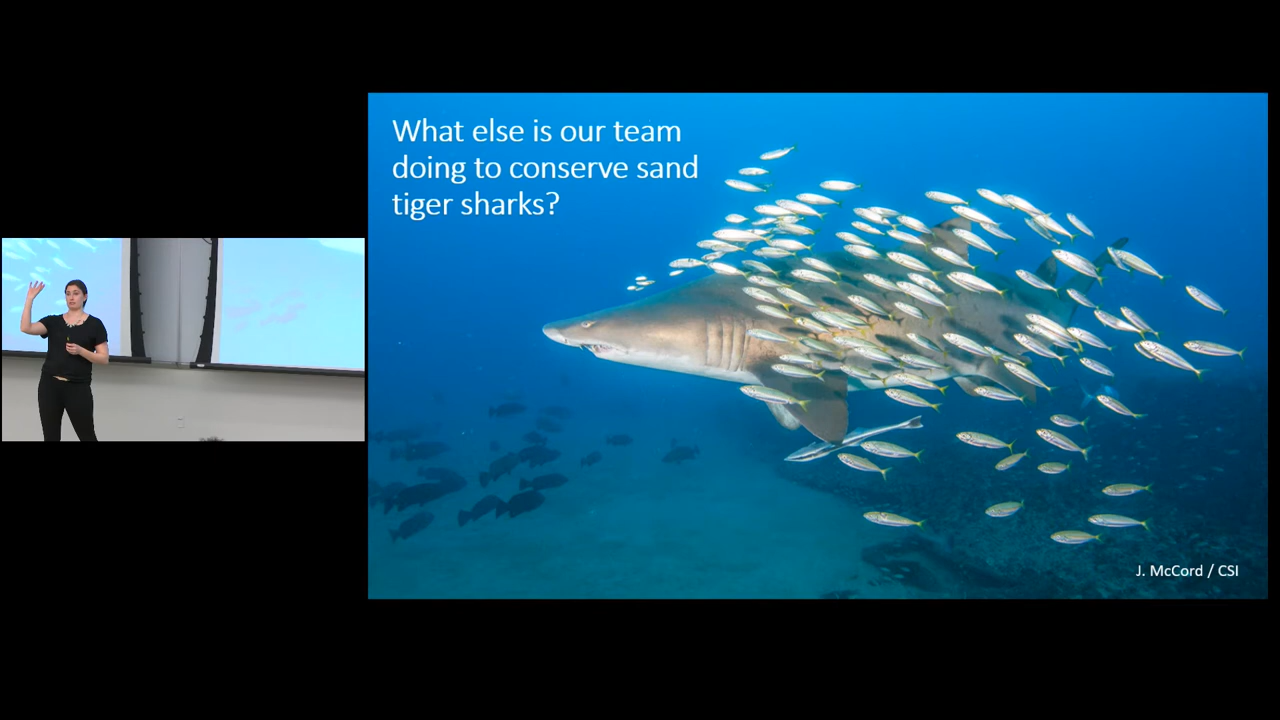 What else is our team
doing to conserve sand
tiger sharks?
J. McCord / CSI